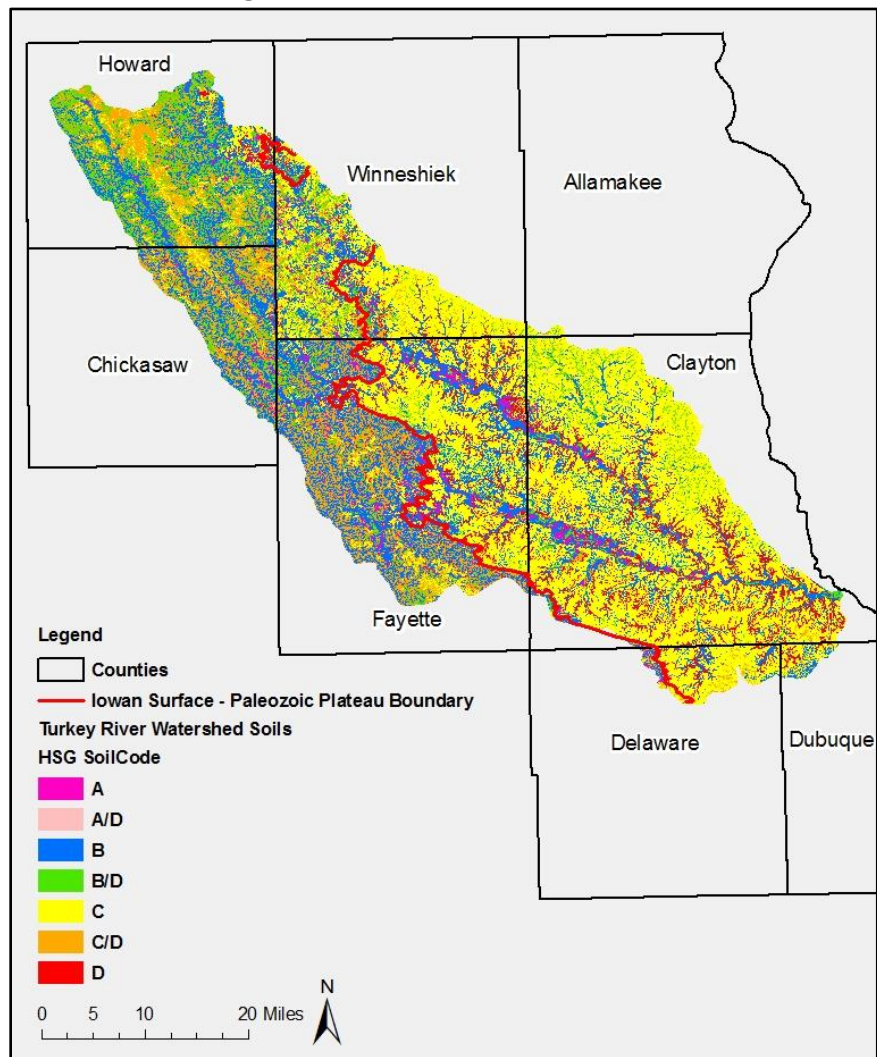 Howard
Winneshiek
Allamakee
Chickasaw
Clayton
Fayette
Delaware
Dubuque
Legend
Counties
Iowan Surface - Paleozoic Plateau Boundary
Turkey River Watershed Soils
HSG SoilCode
A
A/D
B
B/D
C
C/D
D
N
0 5 10 20 Miles